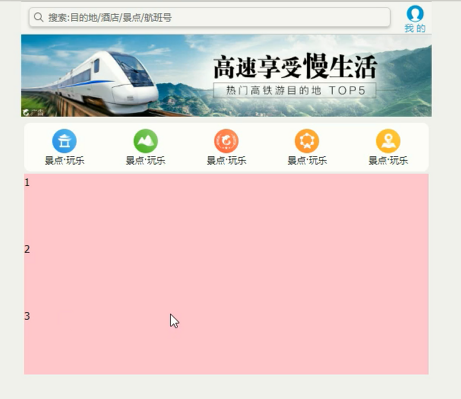 搜索:目的地/酒店/景点/航班号
我的
高速享受慢生活
热门高铁游目的地 TOP5
广告
景点·玩乐
景点·玩乐
景点·玩乐
景点·玩乐
景点·玩乐
1
2
3